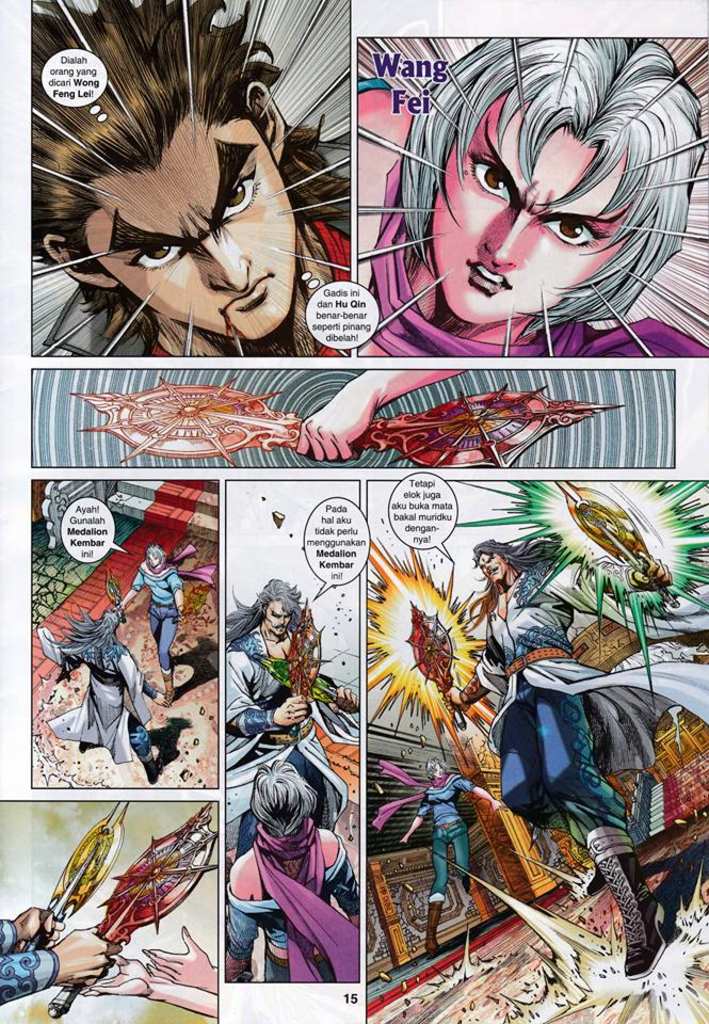 Dialah
orang yang
dicari Wong
Feng Lei!
Wang
Fei
Gadis ini
dan Hu Qin
benar-benar
seperti pinang
dibelah!
Ayah!
Gunalah
Medalion
Kembar
ini!
Pada
hal aku
tidak perlu
menggunakan
Medalion
Kembar
ini!
Tetapi
elok juga
aku buka mata
bakal muridku
dengan-
nya!
15